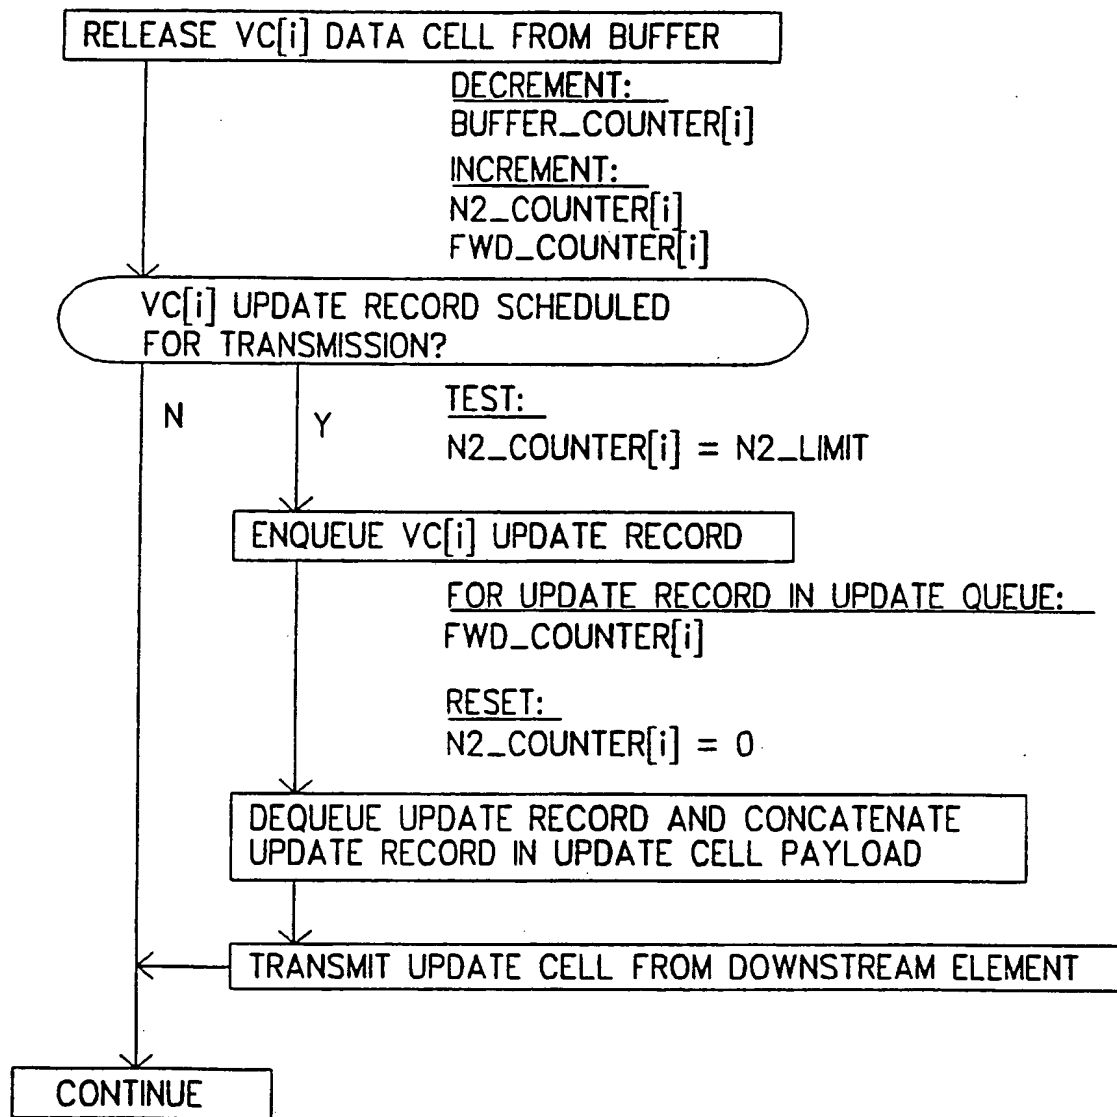 RELEASE VC[i] DATA CELL FROM BUFFER
DECREMENT:
BUFFER_COUNTER[i]
INCREMENT:
N2_COUNTER[i]
FWD_COUNTER[i]
VC[i] UPDATE RECORD SCHEDULED
FOR TRANSMISSION?
N
Y
TEST:
N2_COUNTER[i] = N2_LIMIT
ENQUEUE VC[i] UPDATE RECORD
FOR UPDATE RECORD IN UPDATE QUEUE:
FWD_COUNTER[i]
RESET:
N2_COUNTER[i] = 0
DEQUEUE UPDATE RECORD AND CONCATENATE
UPDATE RECORD IN UPDATE CELL PAYLOAD
TRANSMIT UPDATE CELL FROM DOWNSTREAM ELEMENT
CONTINUE